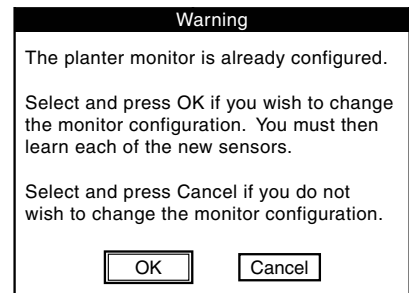 Warning
The planter monitor is already configured.
Select and press OK if you wish to change
the monitor configuration. You must then
learn each of the new sensors.
Select and press Cancel if you do not
wish to change the monitor configuration.
OK Cancel